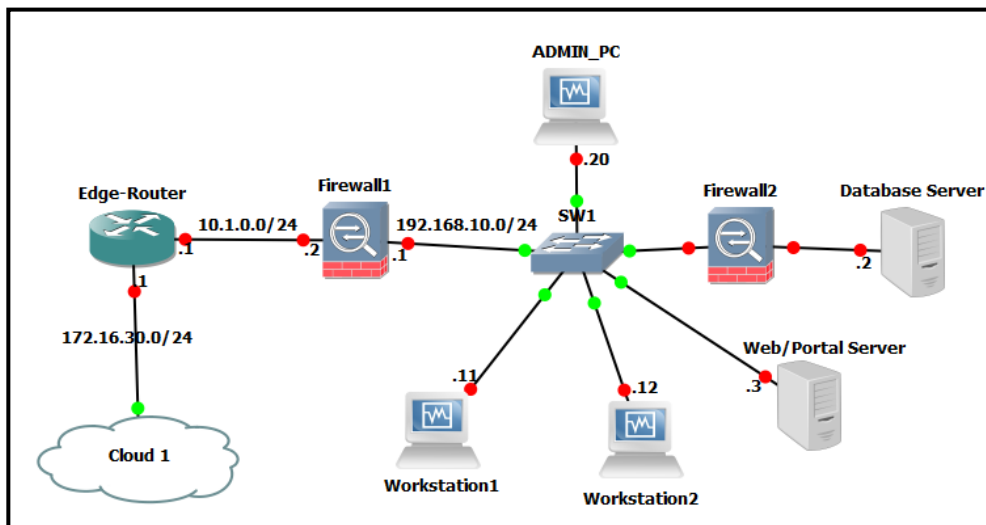 ADMIN_PC
.20
Edge-Router
Firewall1
Firewall2
Database Server
10.1.0.0/24
192.168.10.0/24
SW1
.1
.2
.1
.2
.1
172.16.30.0/24
Web/Portal Server
.11
.12
.3
Cloud 1
Workstation1
Workstation2